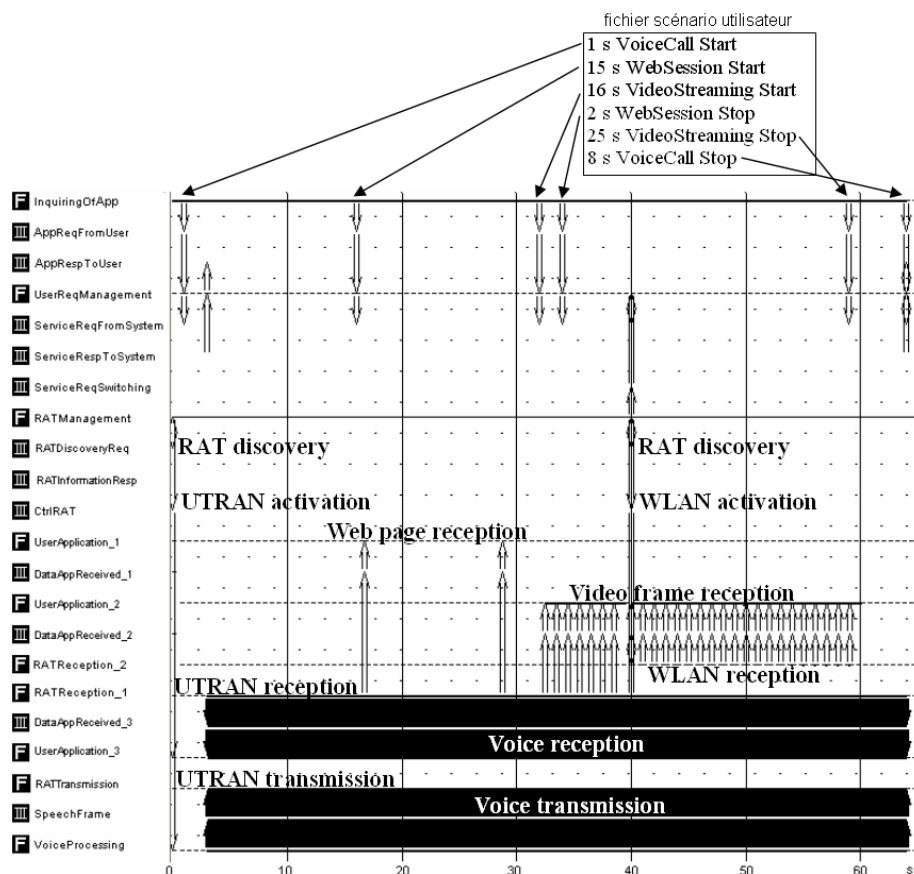 fichier scénario utilisateur
1 s VoiceCall Start
15 s WebSession Start
16 s VideoStreaming Start
2 s WebSession Stop
25 s VideoStreaming Stop
8 s VoiceCall Stop
F InquiringOfApp
AppReqFromUser
AppRespToUser
F UserReqManagement
ServiceReqFromSystem
ServiceRespToSystem
ServiceReqSwitching
F RATManagement
RATDiscoveryReq
RAT discovery
RAT discovery
RATInformationResp
CtrlRAT
UTRAN activation
WLAN activation
F UserApplication_1
Web page reception
DataAppReceived_1
F UserApplication_2
Video frame reception
DataAppReceived_2
F RATReception_2
WLAN reception
F RATReception_1
UTRAN reception
DataAppReceived_3
F UserApplication_3
Voice reception
F RATTransmission
UTRAN transmission
SpeechFrame
Voice transmission
F VoiceProcessing
0 10 20 30 40 50 60 s